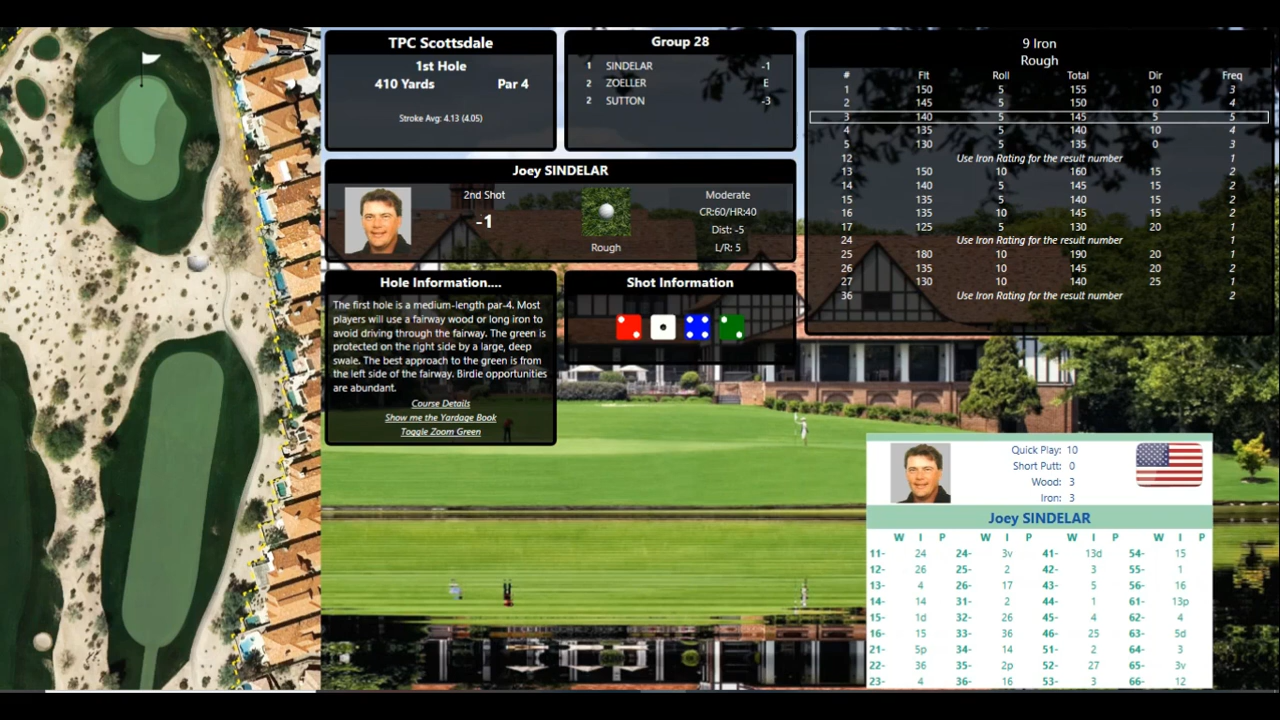 TPC Scottsdale
1st Hole
410 Yards Par 4
Stroke Avg: 4.13 (4.05)
Group 28
1 SINDELAR -1
2 ZOELLER E
2 SUTTON -3
Joey SINDELAR
2nd Shot
-1
Rough
Moderate
CR:60/HR:40
Dist: -5
L/R: 5
Hole Information....
The first hole is a medium-length par-4. Most
players will use a fairway wood or long iron to
avoid driving through the fairway. The green is
protected on the right side by a large, deep
swale. The best approach to the green is from
the left side of the fairway. Birdie opportunities
are abundant.
Course Details
Show me the Yardage Book
Toggle Zoom Green
Shot Information
9 Iron
Rough
# Flt Roll Total Dir Freq
1 150 5 155 10 3
2 145 5 150 0 4
3 140 5 145 5 5
4 135 5 140 10 4
5 130 5 135 0 3
12 Use Iron Rating for the result number 1
13 150 10 160 15 2
14 140 5 145 15 2
15 135 5 140 15 2
16 135 10 145 15 2
17 125 5 130 20 1
24 Use Iron Rating for the result number 1
25 180 10 190 20 1
26 135 10 145 20 2
27 130 10 140 25 1
36 Use Iron Rating for the result number 2
Quick Play: 10
Short Putt: 0
Wood: 3
Iron: 3
Joey SINDELAR
W I P W I P W I P W I P
11- 24 24- 3v 41- 13d 54- 15
12- 26 25- 2 42- 3 55- 1
13- 4 26- 17 43- 5 56- 16
14- 14 31- 2 44- 1 61- 13p
15- 1d 32- 26 45- 4 62- 4
16- 15 33- 36 46- 25 63- 5d
21- 5p 34- 14 51- 2 64- 3
22- 36 35- 2p 52- 27 65- 3v
23- 4 36- 16 53- 3 66- 12